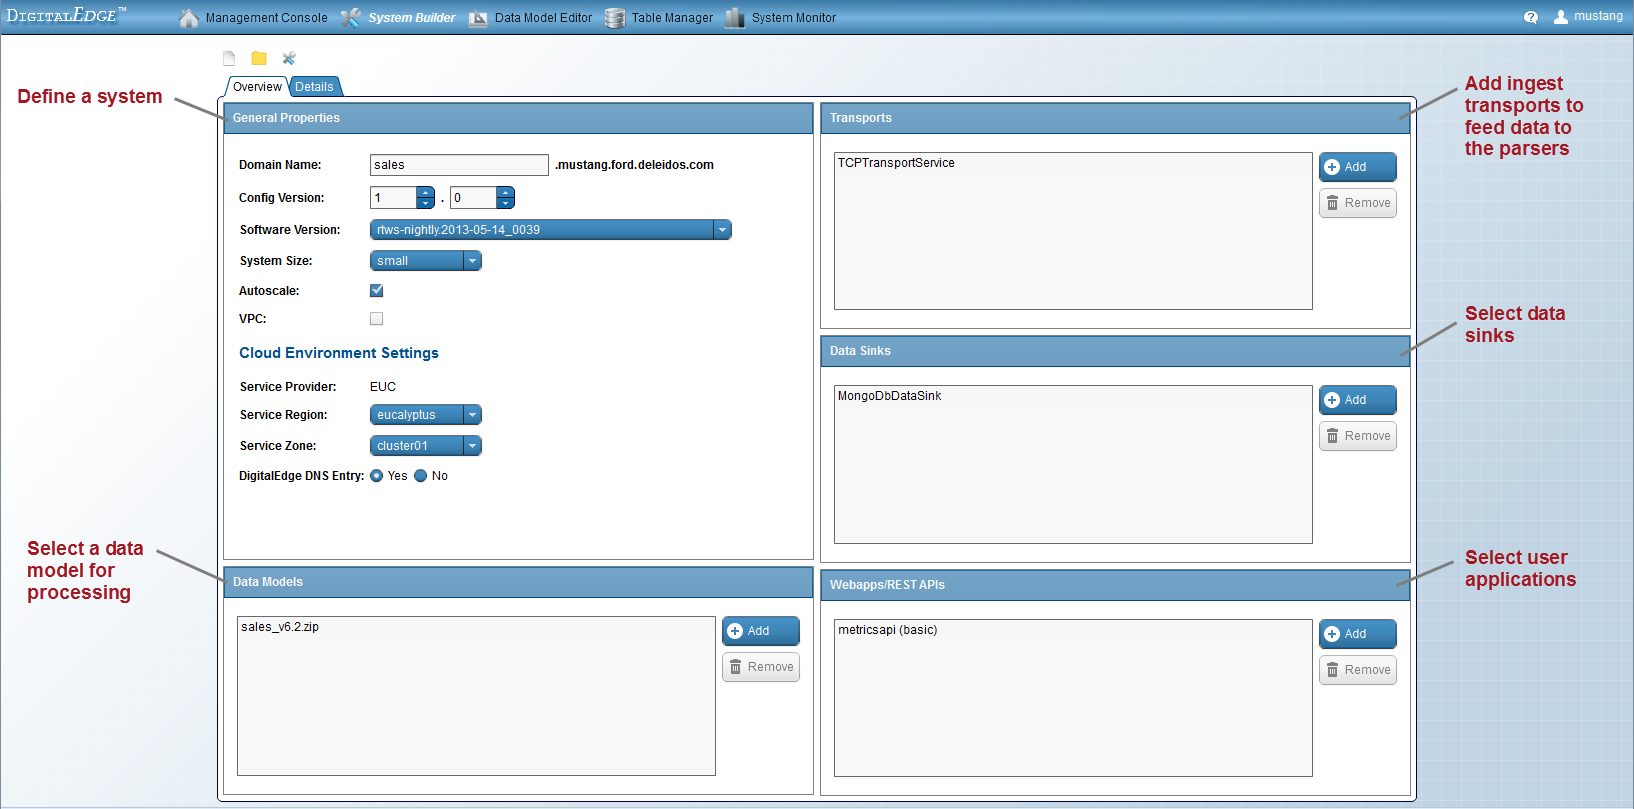 DIGITALEDGE™
Management Console
System Builder
Data Model Editor
Table Manager
System Monitor
mustang
Overview
Details
Define a system
General Properties
Domain Name:
sales
.mustang.ford.deleidos.com
Config Version:
1 . 0
Software Version:
rtws-nightly.2013-05-14_0039
System Size:
small
Autoscale:
VPC:
Cloud Environment Settings
Service Provider:
EUC
Service Region:
eucalyptus
Service Zone:
cluster01
DigitalEdge DNS Entry:
Yes
No
Select a data
model for
processing
Data Models
sales_v6.2.zip
Add
Remove
Transports
TCPTransportService
Add
Remove
Add ingest
transports to
feed data to
the parsers
Data Sinks
MongoDbDataSink
Add
Remove
Select data
sinks
Webapps/REST APIs
metricsapi (basic)
Add
Remove
Select user
applications